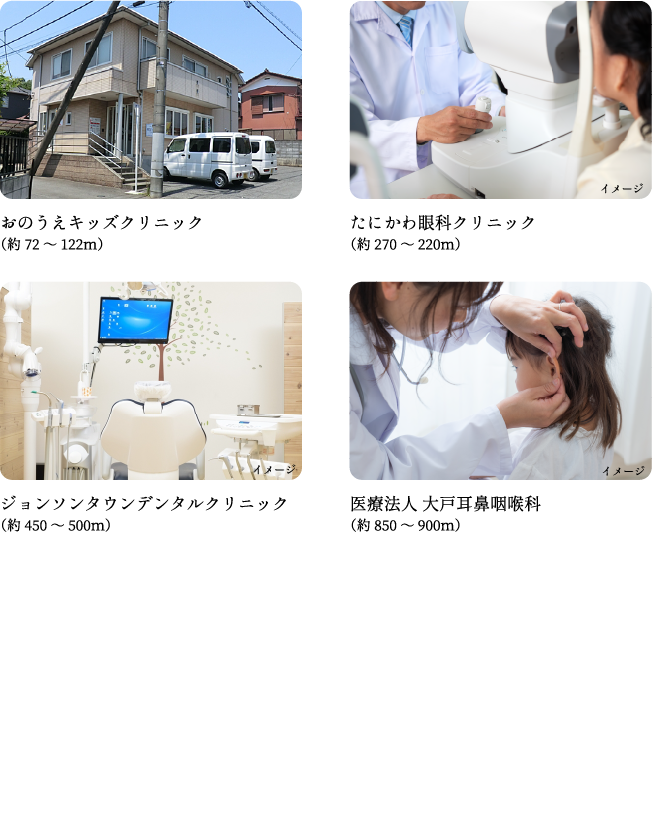 イメージ
おのうえキッズクリニック
（約 72 ～ 122m）
たにかわ眼科クリニック
（約 270 ～ 220m）
イメージ
イメージ
ジョンソンタウンデンタルクリニック
（約 450 ～ 500m）
医療法人 大戸耳鼻咽喉科
（約 850 ～ 900m）